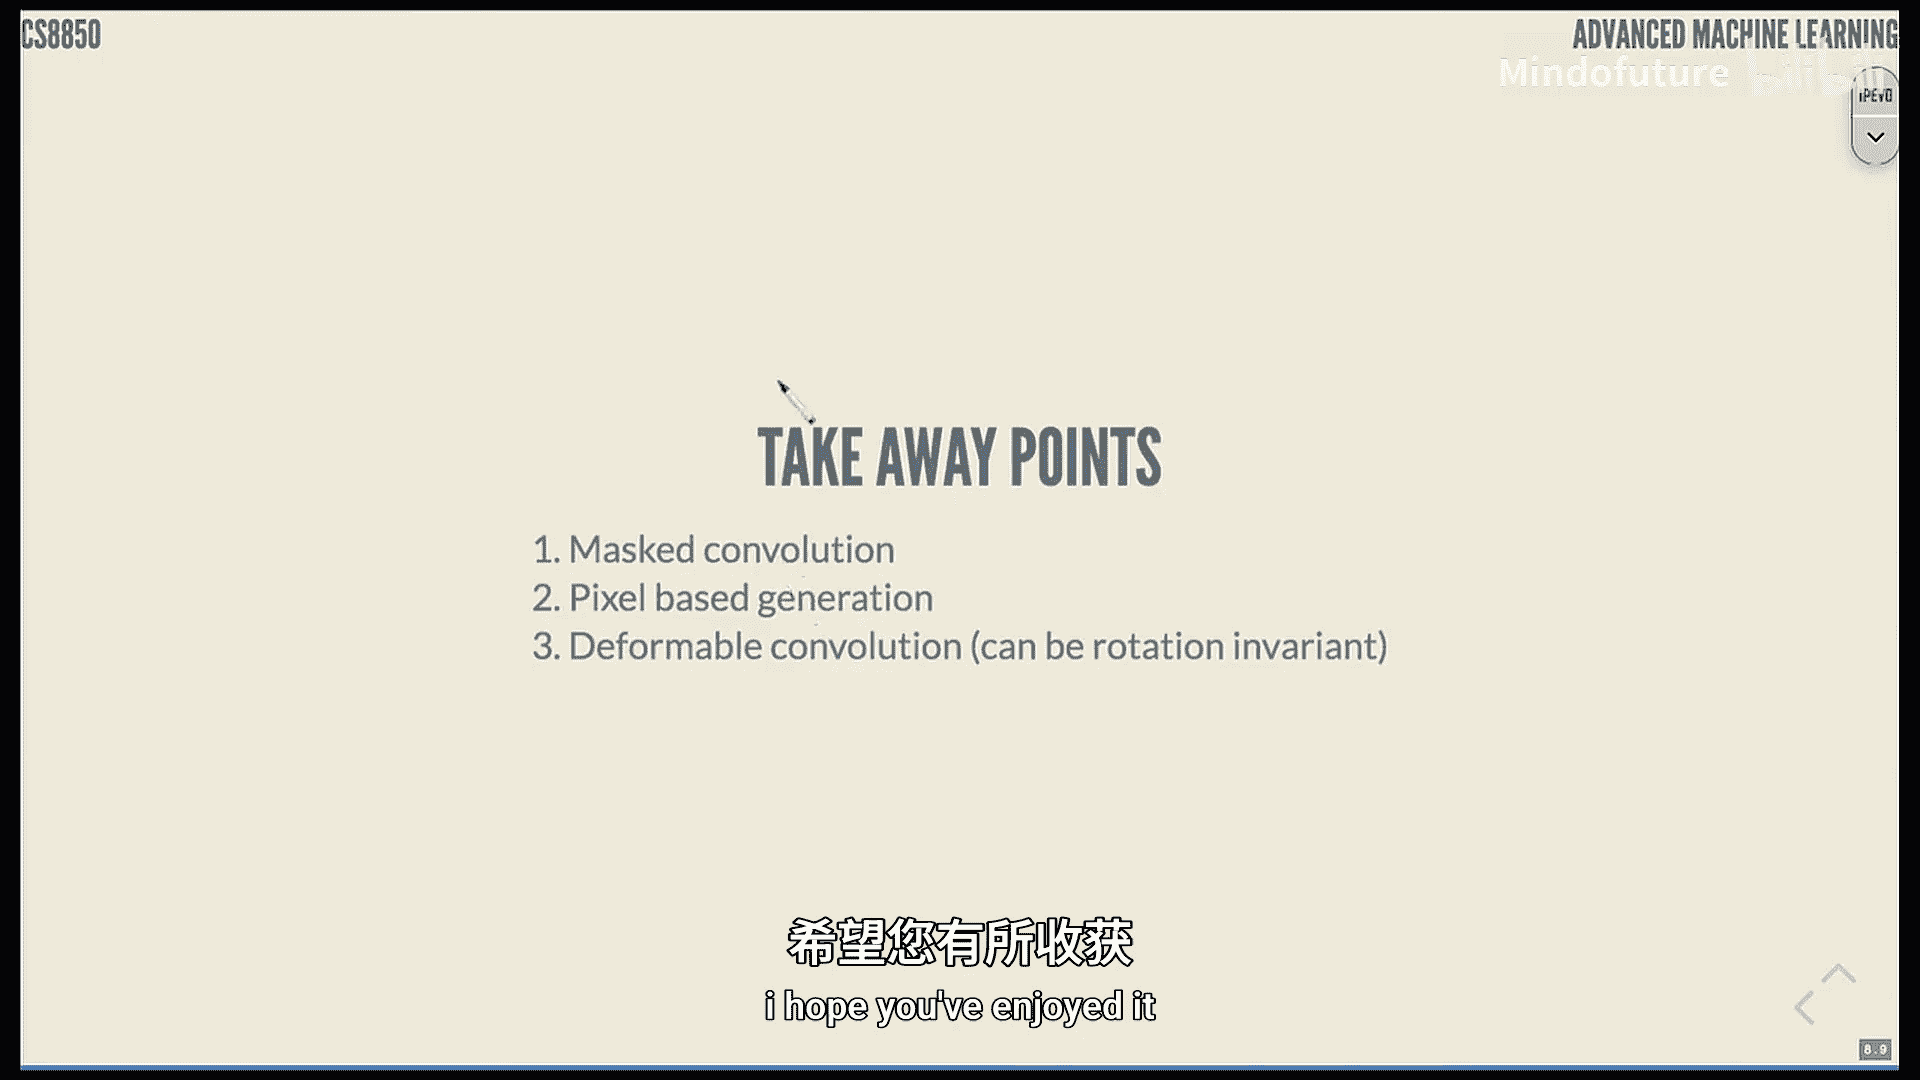 CS8850
ADVANCED MACHINE LEARNING
Mindofuture
iPEVO
TAKE AWAY POINTS
1. Masked convolution
2. Pixel based generation
3. Deformable convolution (can be rotation invariant)
希望您有所收获
i hope you've enjoyed it
8.9